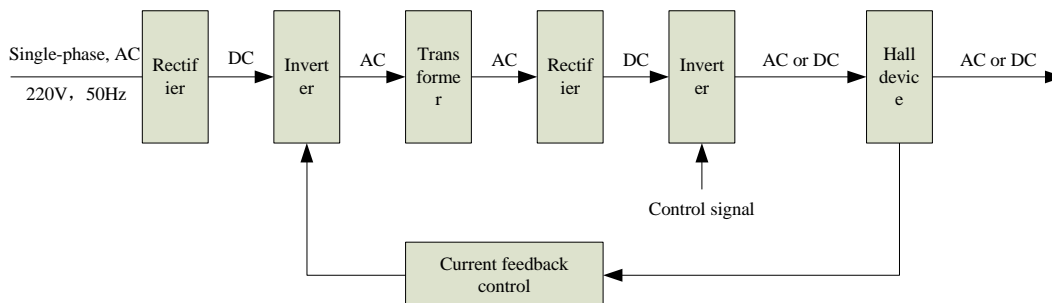 Single-phase, AC
220V，50Hz
Rectif
ier
DC
Invert
er
AC
Trans
forme
r
AC
Rectif
ier
DC
Invert
er
AC or DC
Hall
devic
e
AC or DC
Control signal
Current feedback
control